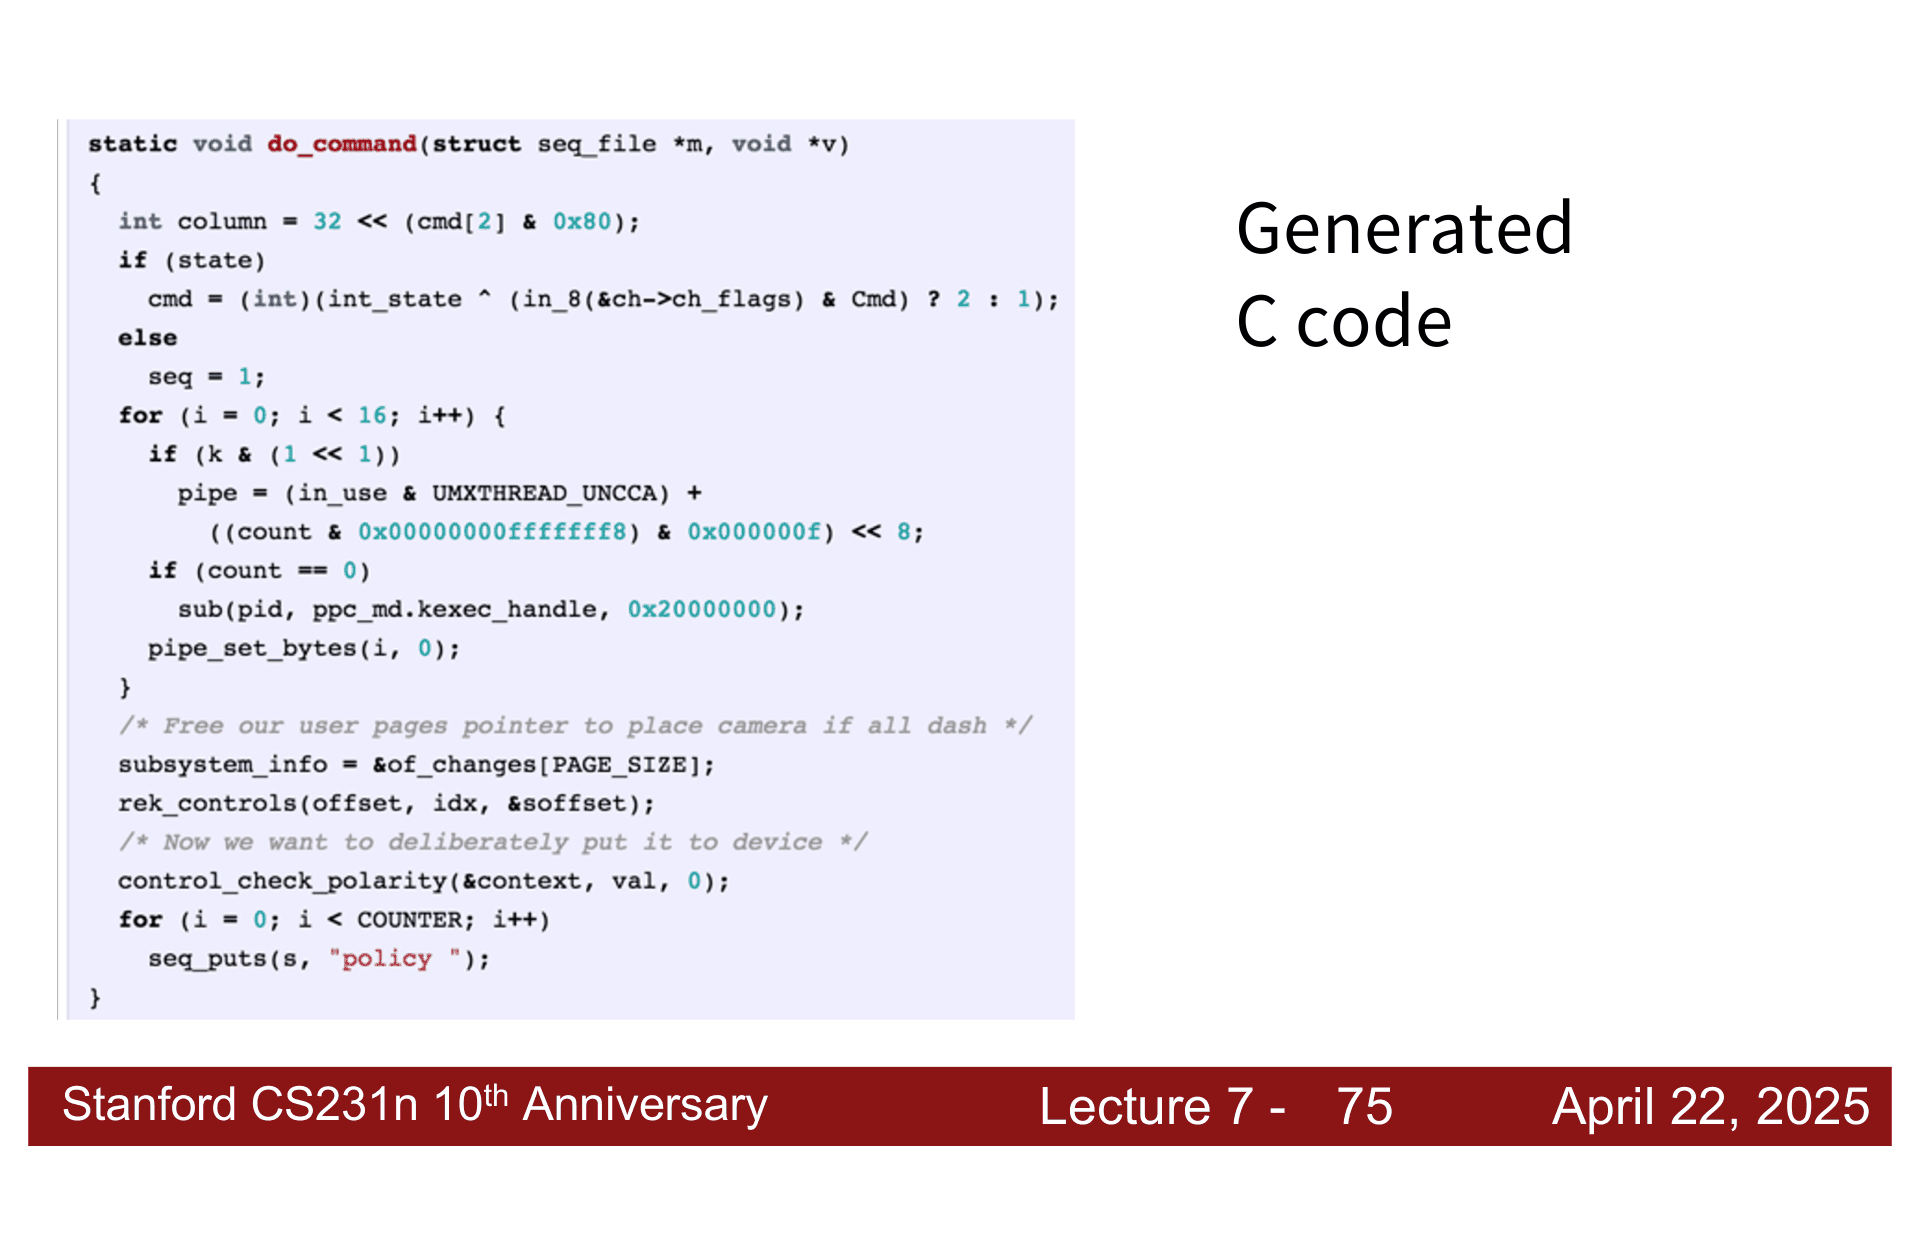 static void do_command(struct seq_file *m, void *v)
{
  int column = 32 << (cmd[2] & 0x80);
  if (state)
    cmd = (int)(int_state ^ (in_8(&ch->ch_flags) & Cmd) ? 2 : 1);
  else
    seq = 1;
  for (i = 0; i < 16; i++) {
    if (k & (1 << 1))
      pipe = (in_use & UMXTHREAD_UNCCA) +
        ((count & 0x00000000fffffff8) & 0x000000f) << 8;
    if (count == 0)
      sub(pid, ppc_md.kexec_handle, 0x20000000);
    pipe_set_bytes(i, 0);
  }
  /* Free our user pages pointer to place camera if all dash */
  subsystem_info = &of_changes[PAGE_SIZE];
  rek_controls(offset, idx, &soffset);
  /* Now we want to deliberately put it to device */
  control_check_polarity(&context, val, 0);
  for (i = 0; i < COUNTER; i++)
    seq_puts(s, "policy ");
}
Generated
C code
Stanford CS231n 10th Anniversary
Lecture 7 - 75
April 22, 2025